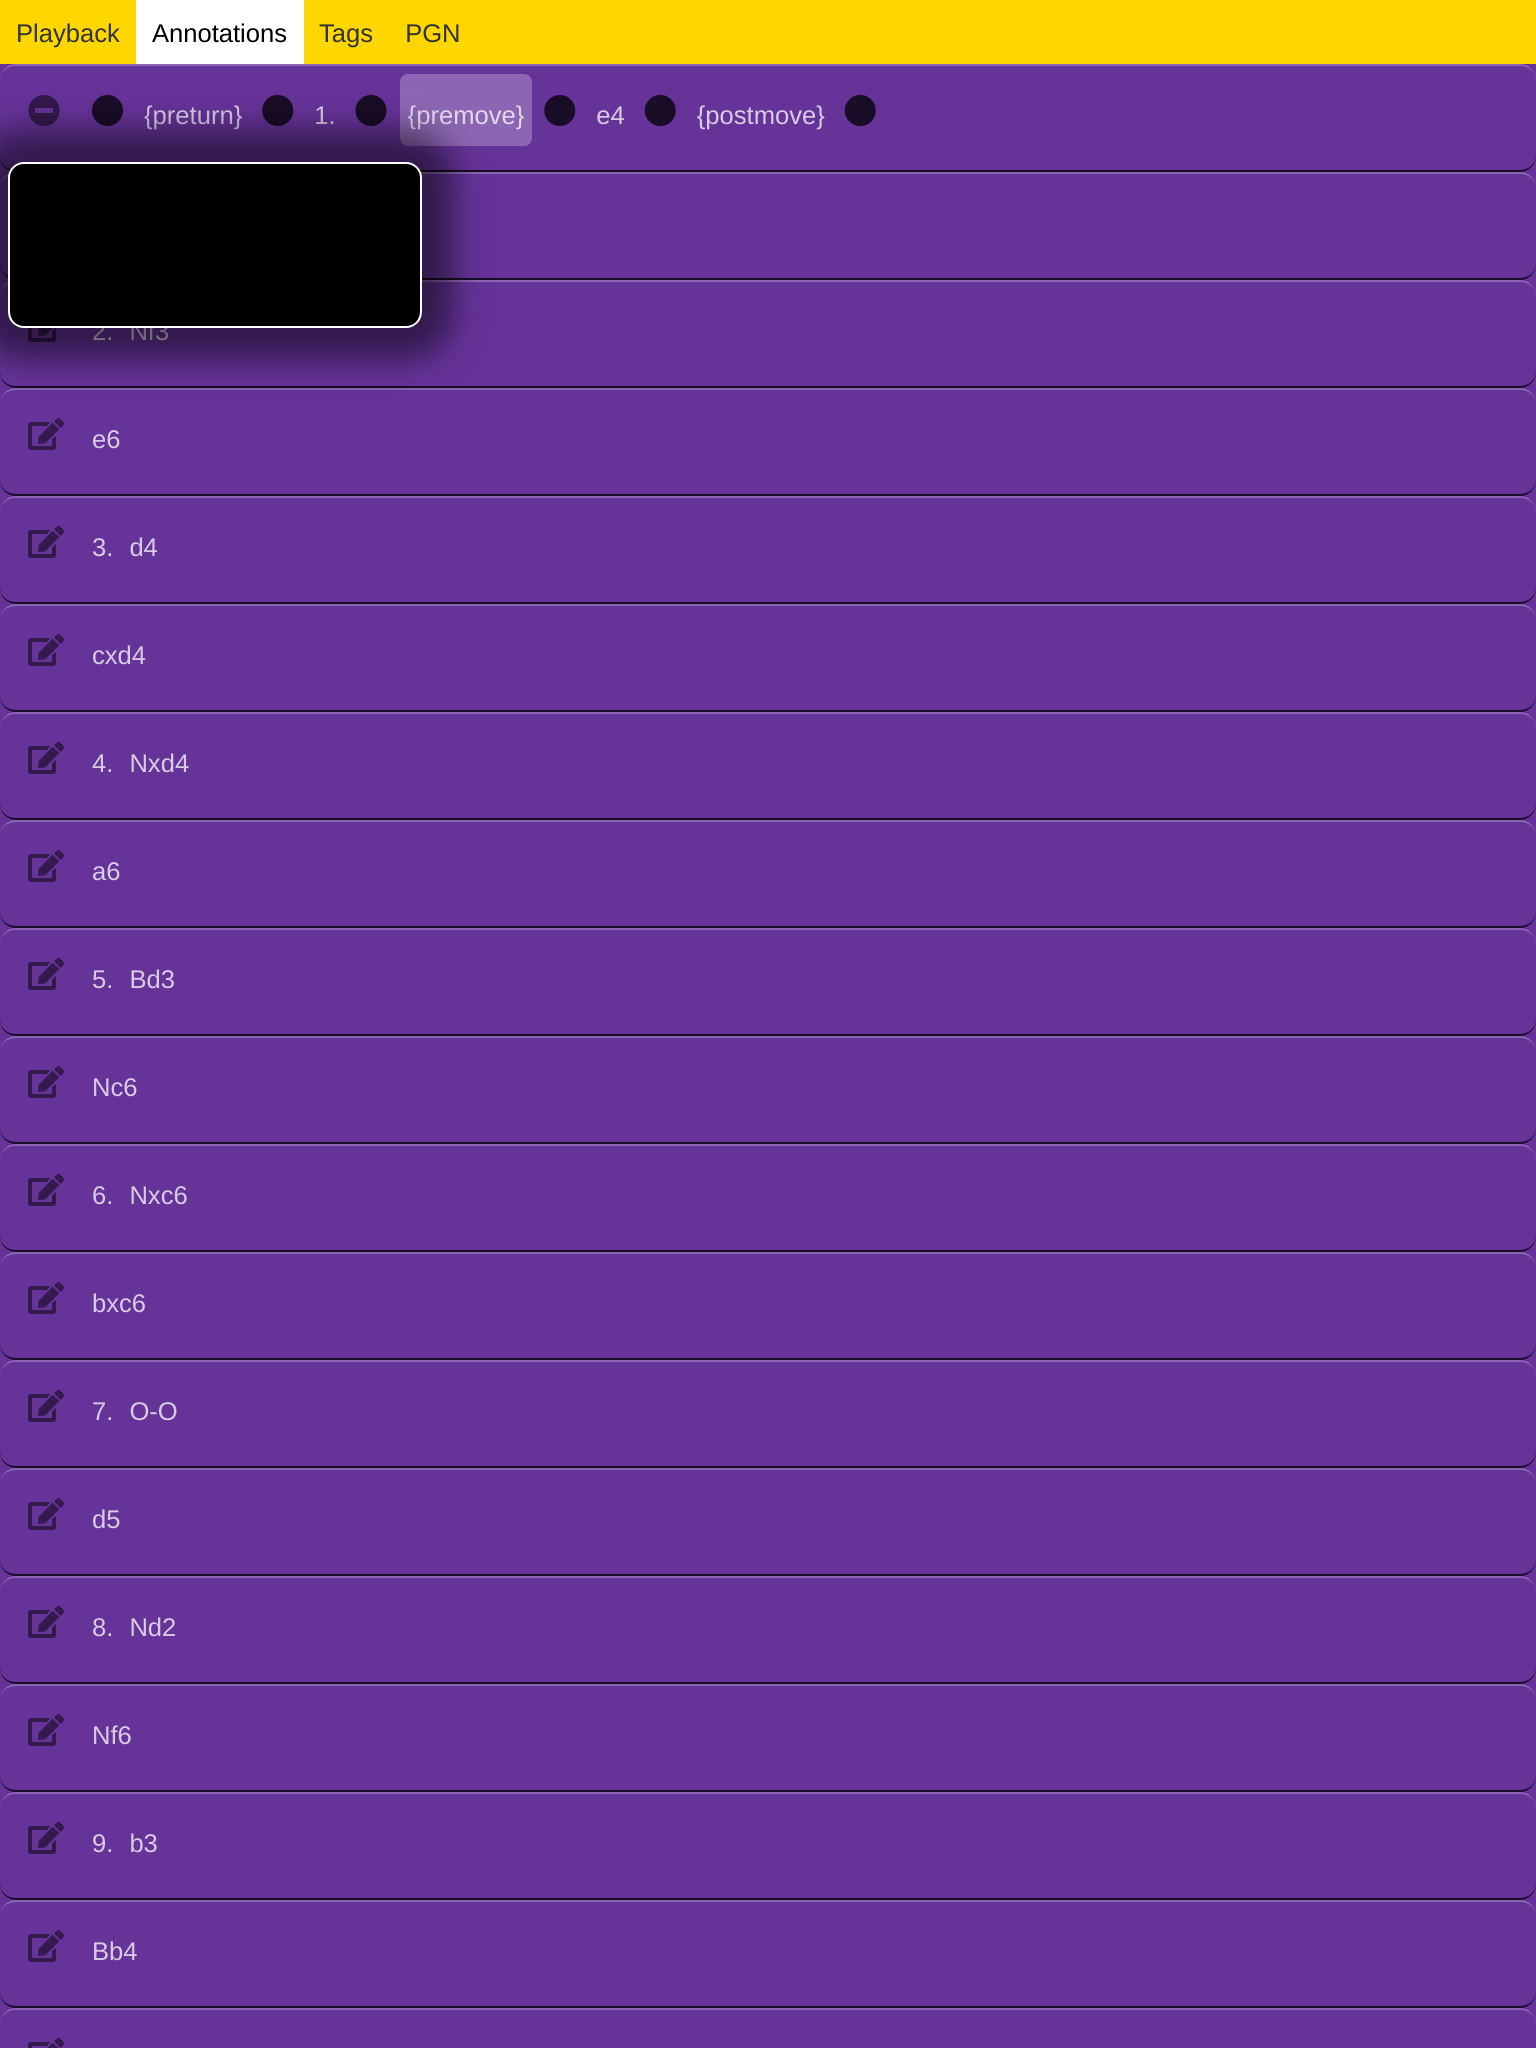 Playback Annotations Tags PGN
{preturn} 1. {premove} e4 {postmove}
2. Nf3
e6
3. d4
cxd4
4. Nxd4
a6
5. Bd3
Nc6
6. Nxc6
bxc6
7. O-O
d5
8. Nd2
Nf6
9. b3
Bb4